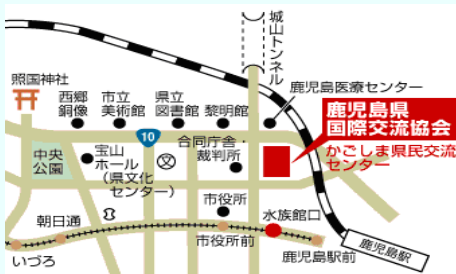 城山トンネル
照国神社
西郷
銅像
市立
美術館
県立
図書館
黎明館
鹿児島医療センター
鹿児島県
国際交流協会
かごしま県民交流
センター
10
中央
公園
宝山
ホール
(県文化
センター)
文
合同庁舎・
裁判所
市役所
朝日通
水族館口
いづろ
市役所前
鹿児島駅前
鹿児島駅